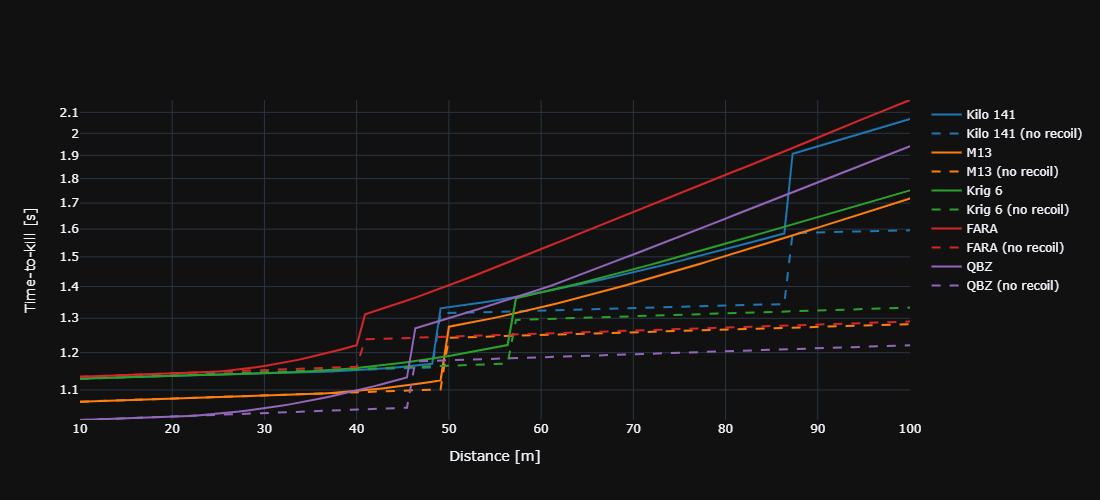 2.1
2
1.9
1.8
1.7
1.6
1.5
1.4
1.3
1.2
1.1
Time-to-kill [s]
10 20 30 40 50 60 70 80 90 100
Distance [m]
Kilo 141
Kilo 141 (no recoil)
M13
M13 (no recoil)
Krig 6
Krig 6 (no recoil)
FARA
FARA (no recoil)
QBZ
QBZ (no recoil)